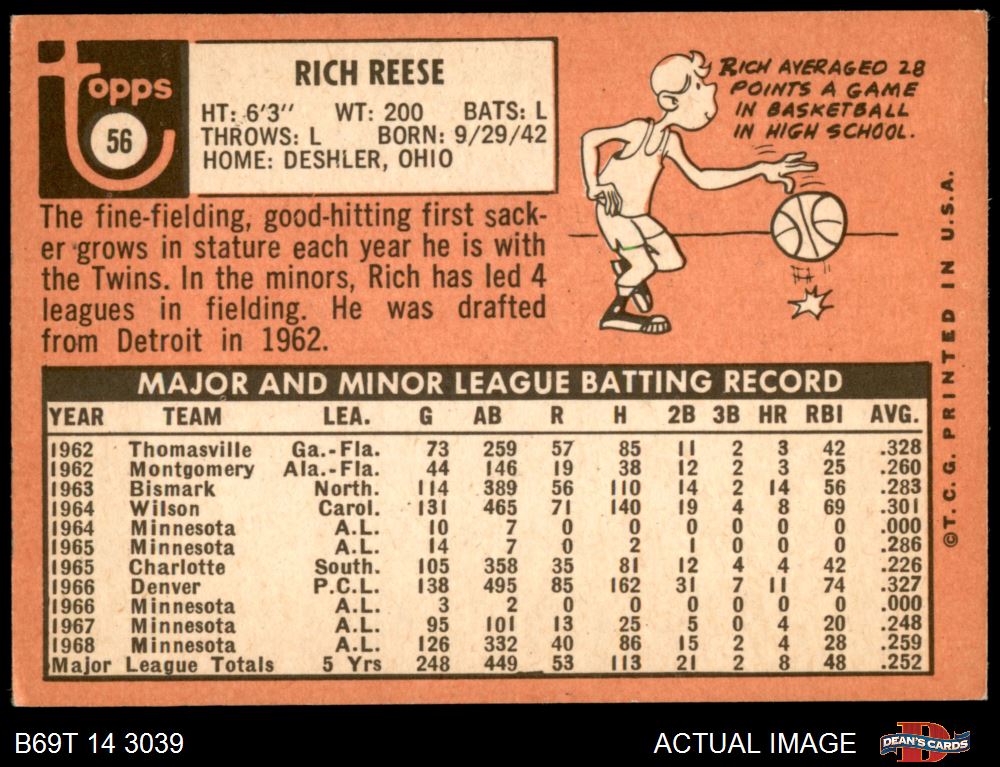 Topps
56
RICH REESE
HT: 6'3" WT: 200 BATS: L
THROWS: L BORN: 9/29/42
HOME: DESHLER, OHIO
RICH AVERAGED 28
POINTS A GAME
IN BASKETBALL
IN HIGH SCHOOL.
The fine-fielding, good-hitting first sack-
er grows in stature each year he is with
the Twins. In the minors, Rich has led 4
leagues in fielding. He was drafted
from Detroit in 1962.
MAJOR AND MINOR LEAGUE BATTING RECORD
YEAR TEAM LEA. G AB R H 2B 3B HR RBI AVG.
1962 Thomasville Ga.-Fla. 73 259 57 85 11 2 3 42 .328
1962 Montgomery Ala.-Fla. 44 146 19 38 12 2 3 25 .260
1963 Bismark North. 114 389 56 110 14 2 14 56 .283
1964 Wilson Carol. 131 465 71 140 19 4 8 69 .301
1964 Minnesota A.L. 10 7 0 0 0 0 0 0 .000
1965 Minnesota A.L. 14 7 0 2 1 0 0 0 .286
1965 Charlotte South. 105 358 35 81 12 4 4 42 .226
1966 Denver P.C.L. 138 495 85 162 31 7 11 74 .327
1966 Minnesota A.L. 3 2 0 0 0 0 0 0 .000
1967 Minnesota A.L. 95 101 13 25 5 0 4 20 .248
1968 Minnesota A.L. 126 332 40 86 15 2 4 28 .259
Major League Totals 5 Yrs 248 449 53 113 21 2 8 48 .252
©T.C.G. PRINTED IN U.S.A.
B69T 14 3039
ACTUAL IMAGE
DEAN'S CARDS